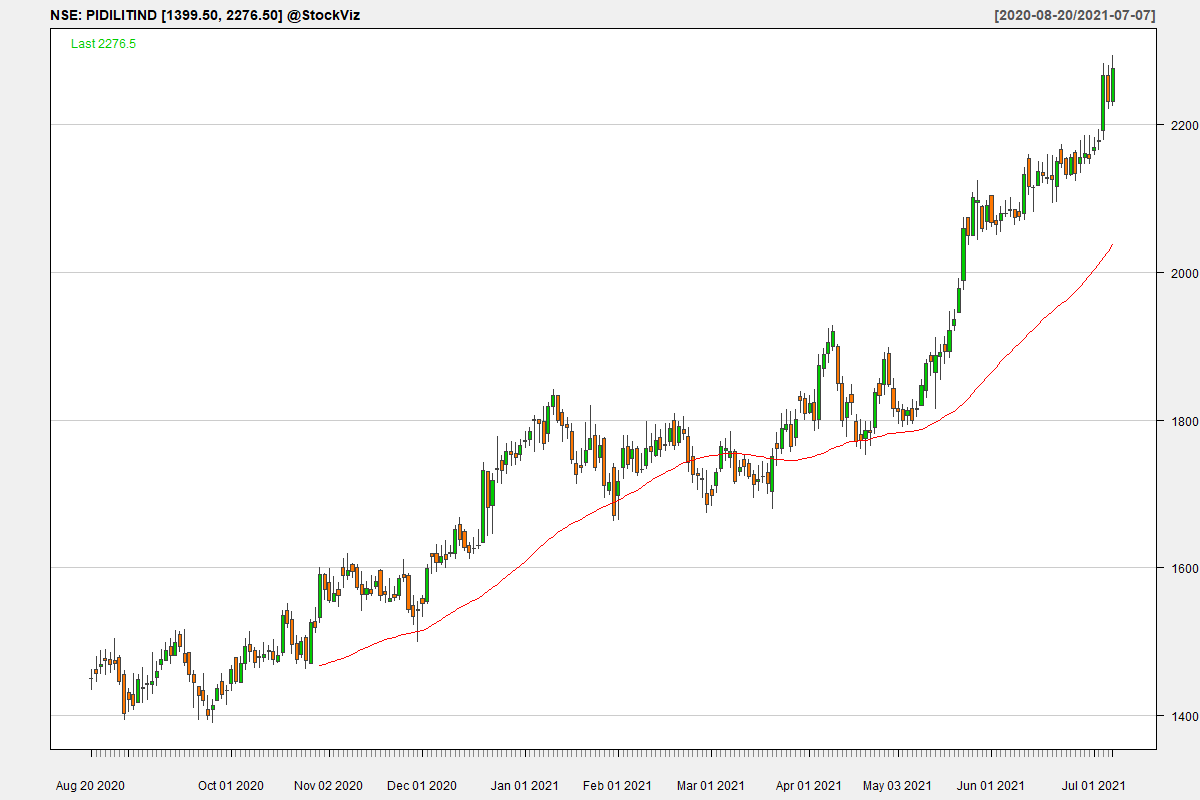 NSE: PIDILITIND [1399.50, 2276.50] @StockViz [2020-08-20/2021-07-07]
Last 2276.5
2200
2000
1800
1600
1400
Aug 20 2020 Oct 01 2020 Nov 02 2020 Dec 01 2020 Jan 01 2021 Feb 01 2021 Mar 01 2021 Apr 01 2021 May 03 2021 Jun 01 2021 Jul 01 2021